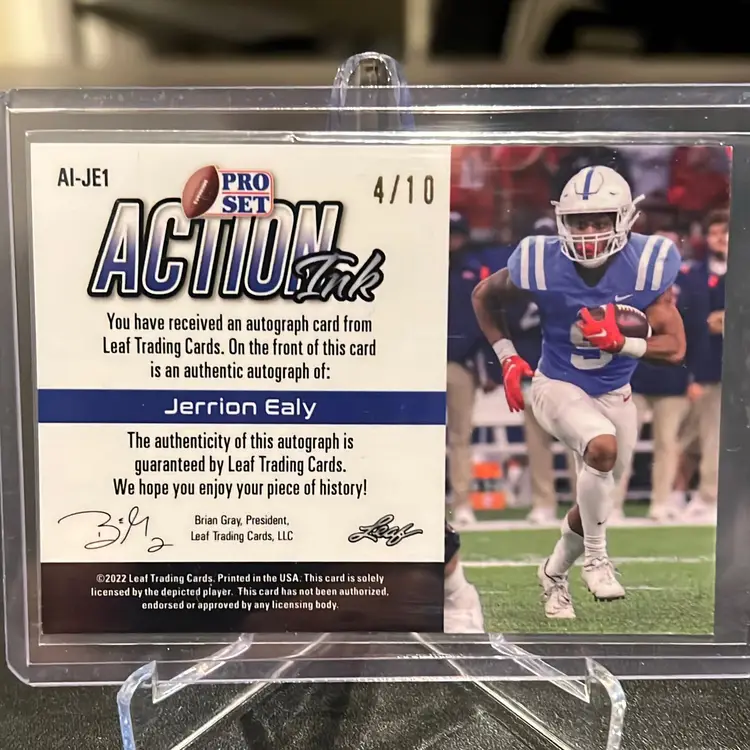 AI-JE1
PRO
SET
4/10
ACTION
Ink
You have received an autograph card from
Leaf Trading Cards. On the front of this card
is an authentic autograph of:
Jerrion Ealy
The authenticity of this autograph is
guaranteed by Leaf Trading Cards.
We hope you enjoy your piece of history!
Brian Gray, President,
Leaf Trading Cards, LLC
Leaf
©2022 Leaf Trading Cards. Printed in the USA. This card is solely
licensed by the depicted player. This card has not been authorized,
endorsed or approved by any licensing body.
9